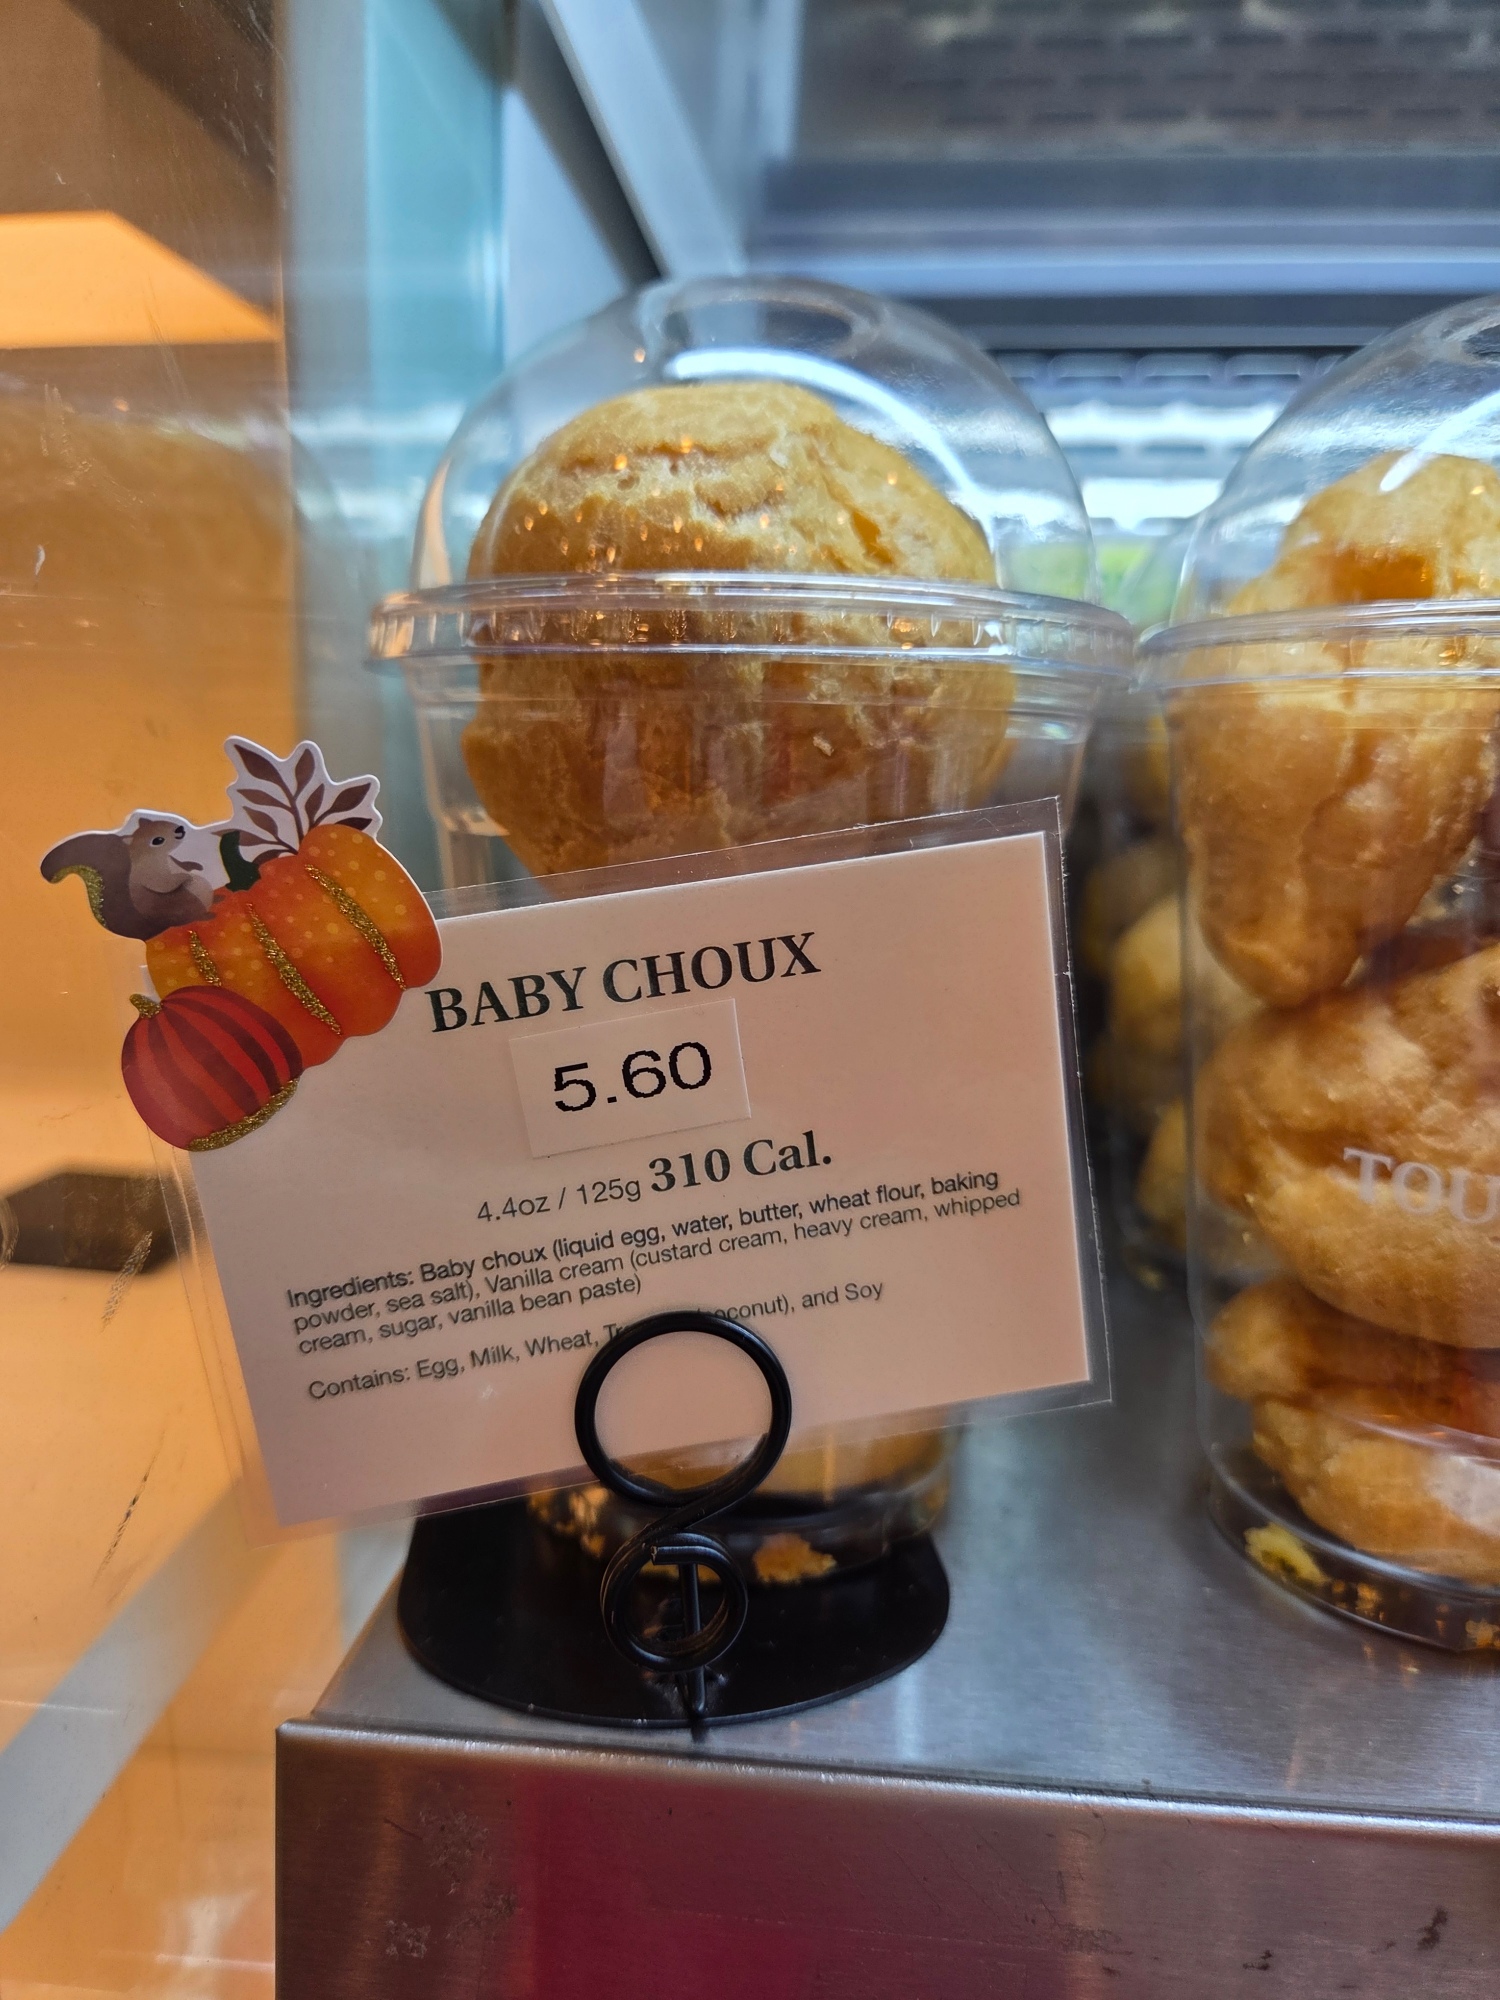 BABY CHOUX
5.60
4.4oz / 125g 310 Cal.
Ingredients: Baby choux (liquid egg, water, butter, wheat flour, baking
powder, sea salt), Vanilla cream (custard cream, heavy cream, whipped
cream, sugar, vanilla bean paste)
Contains: Egg, Milk, Wheat, and Soy
TOU